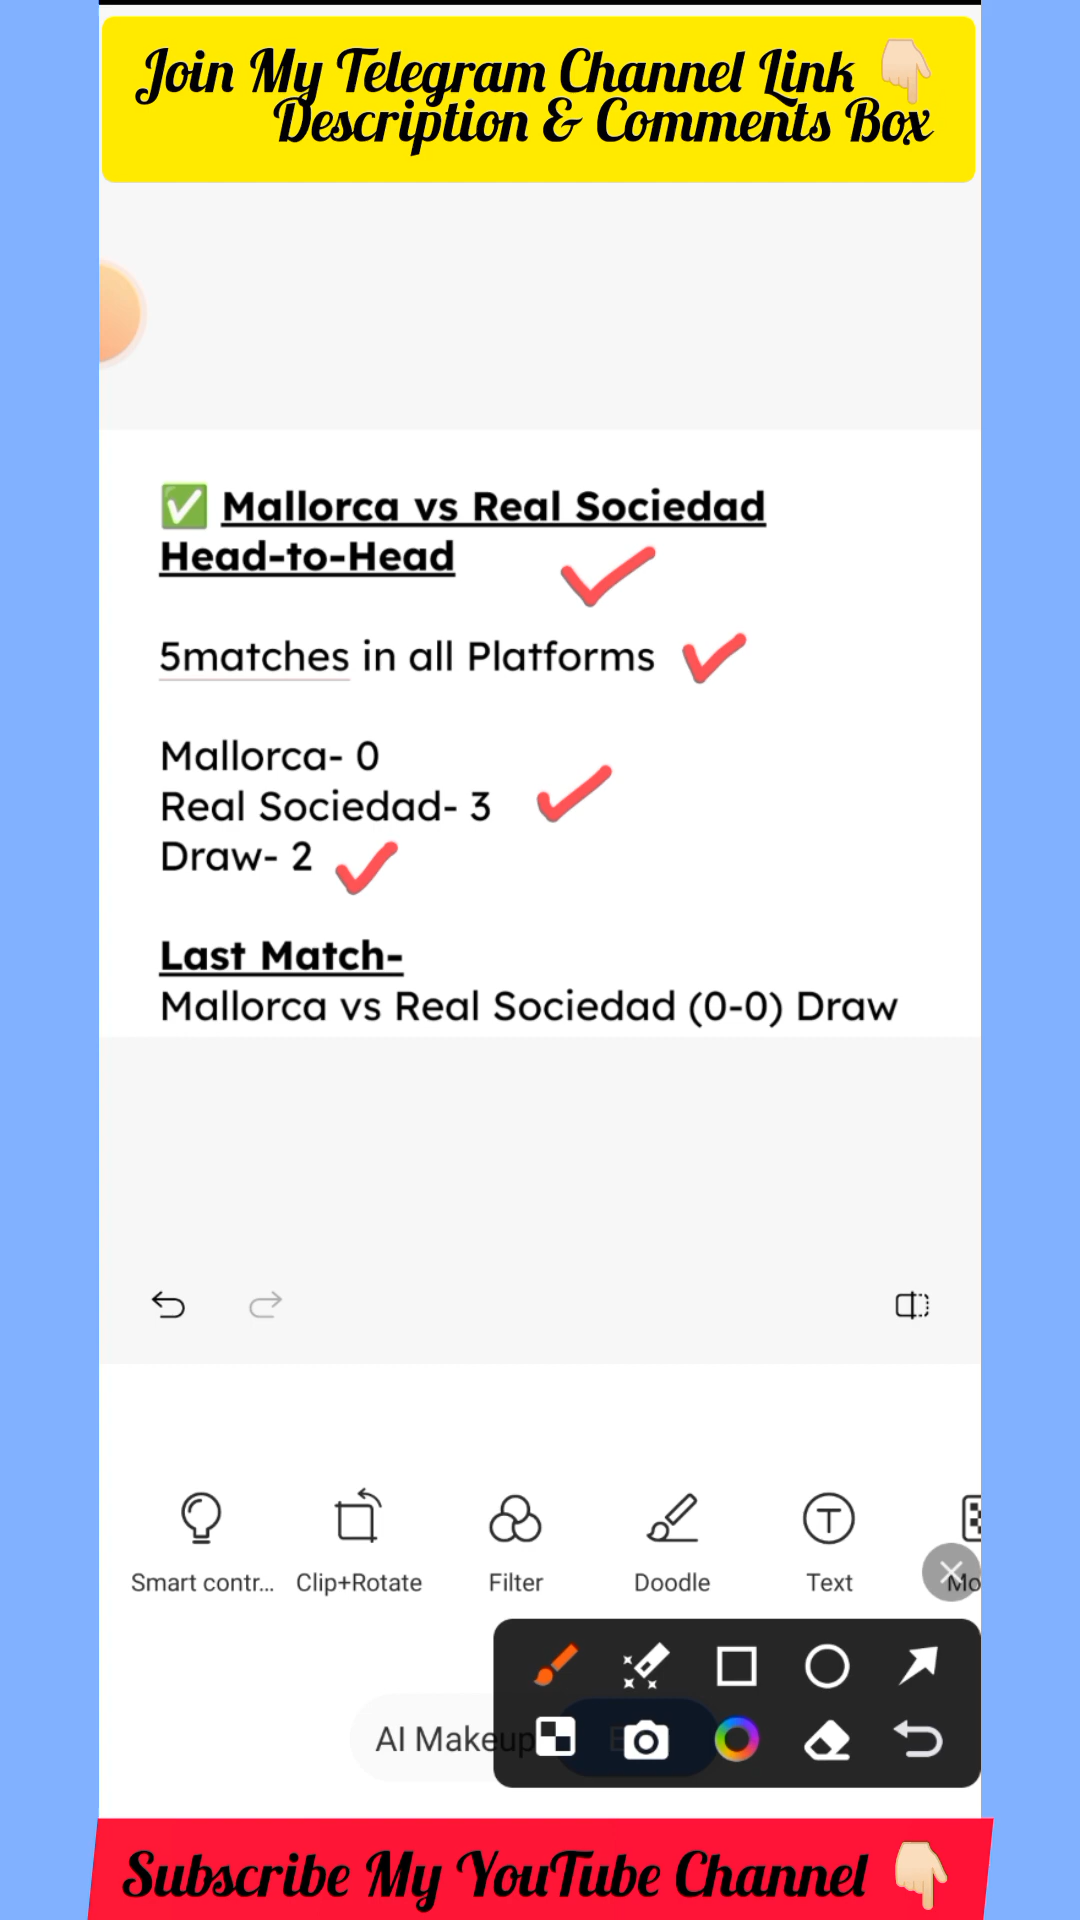 Join My Telegram Channel Link 👇🏻
Description & Comments Box
✅ Mallorca vs Real Sociedad
Head-to-Head
5matches in all Platforms
Mallorca- 0
Real Sociedad- 3
Draw- 2
Last Match-
Mallorca vs Real Sociedad (0-0) Draw
Smart contr...
Clip+Rotate
Filter
Doodle
Text
Mo
AI Makeup
Subscribe My YouTube Channel 👇🏻